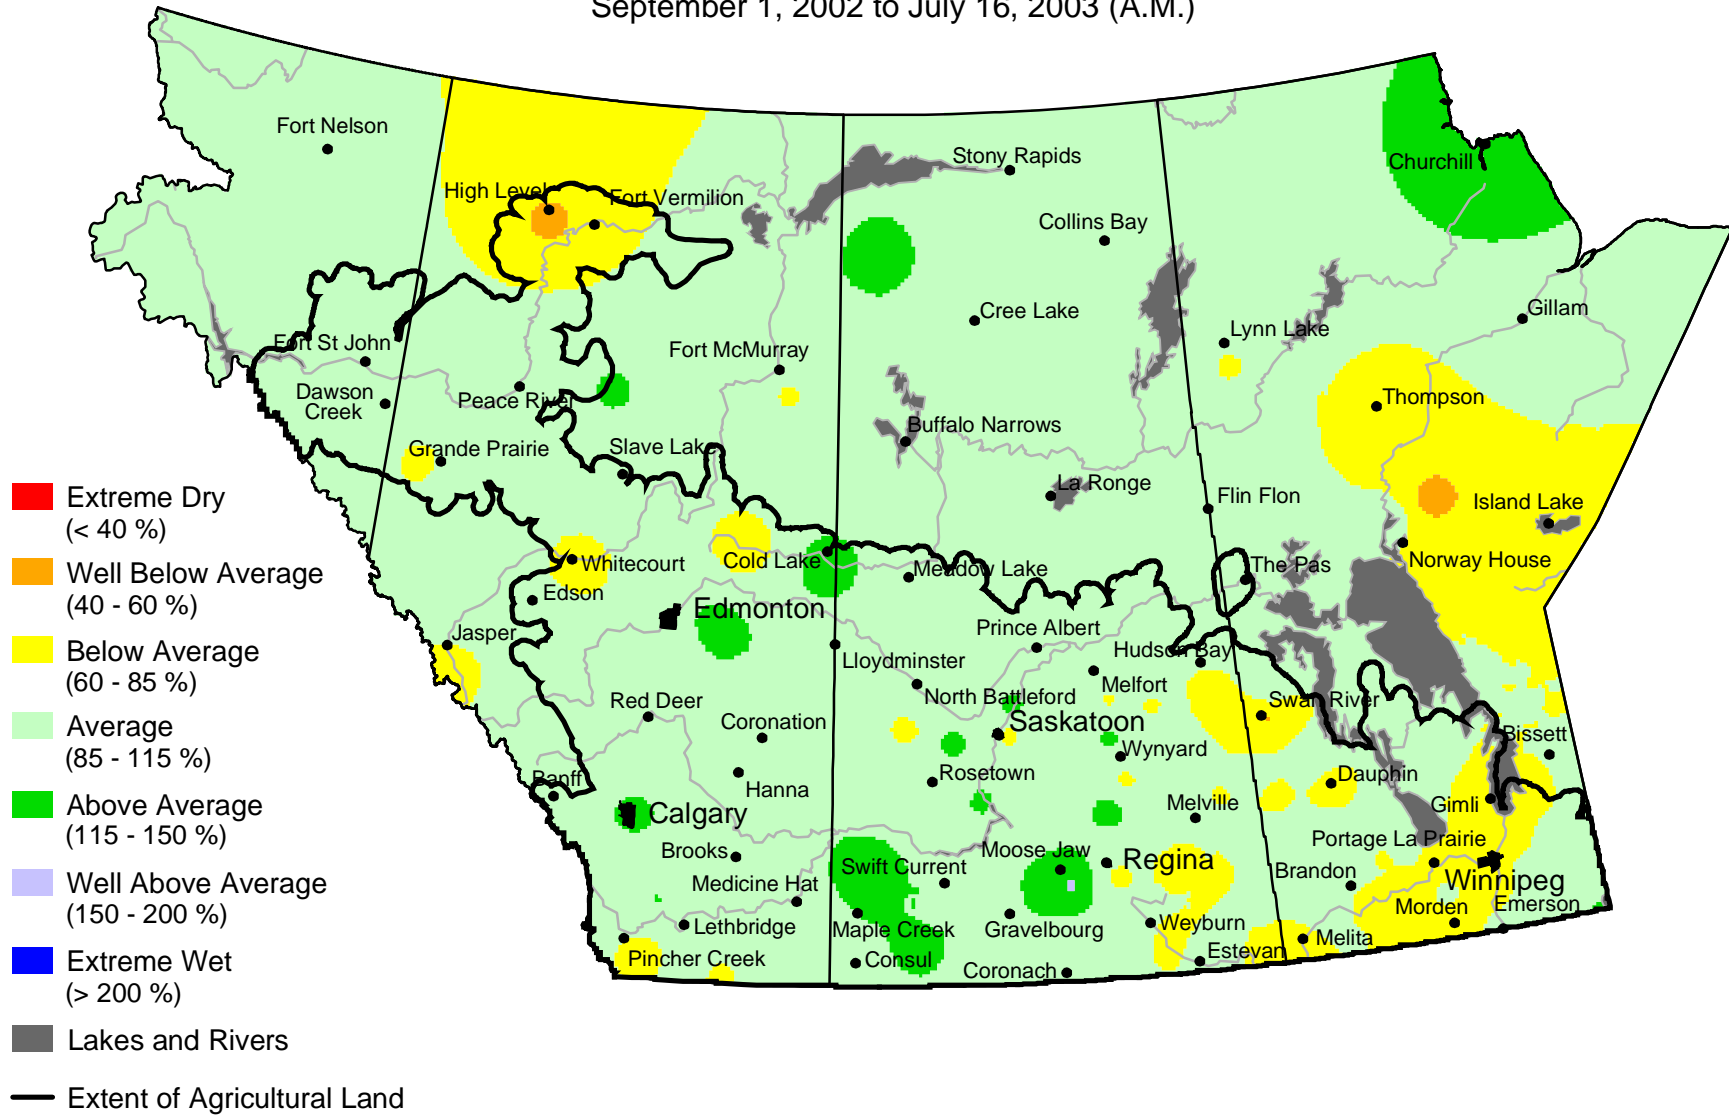 September 1, 2002 to July 16, 2003 (A.M.)
Fort Nelson
High Level
Fort Vermilion
Stony Rapids
Churchill
Collins Bay
Cree Lake
Gillam
Lynn Lake
Fort St John
Fort McMurray
Dawson
Creek
Peace River
Thompson
Buffalo Narrows
Grande Prairie
Slave Lake
La Ronge
Flin Flon
Island Lake
Extreme Dry
(< 40 %)
Well Below Average
(40 - 60 %)
Below Average
(60 - 85 %)
Average
(85 - 115 %)
Above Average
(115 - 150 %)
Well Above Average
(150 - 200 %)
Extreme Wet
(> 200 %)
Lakes and Rivers
Extent of Agricultural Land
Whitecourt
Cold Lake
Meadow Lake
The Pas
Norway House
Edson
Edmonton
Jasper
Prince Albert
Hudson Bay
Lloydminster
Melfort
North Battleford
Swan River
Red Deer
Coronation
Saskatoon
Wynyard
Bissett
Banff
Hanna
Rosetown
Dauphin
Melville
Gimli
Calgary
Portage La Prairie
Brooks
Moose Jaw
Swift Current
Regina
Brandon
Winnipeg
Medicine Hat
Morden
Emerson
Lethbridge
Maple Creek
Gravelbourg
Weyburn
Melita
Pincher Creek
Consul
Coronach
Estevan